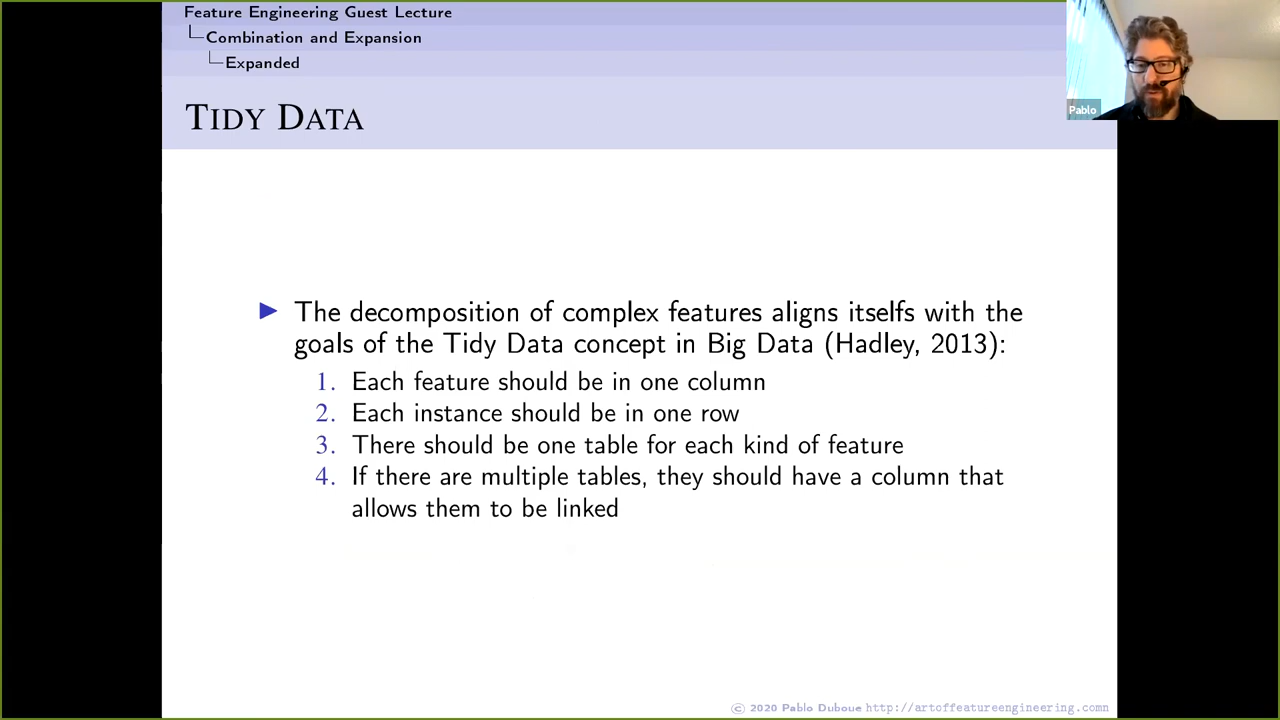 Feature Engineering Guest Lecture
Combination and Expansion
Expanded
TIDY DATA
Pablo
The decomposition of complex features aligns itselfs with the
goals of the Tidy Data concept in Big Data (Hadley, 2013):
1. Each feature should be in one column
2. Each instance should be in one row
3. There should be one table for each kind of feature
4. If there are multiple tables, they should have a column that
allows them to be linked
© 2020 Pablo Duboue http://artoffeatureengineering.comn